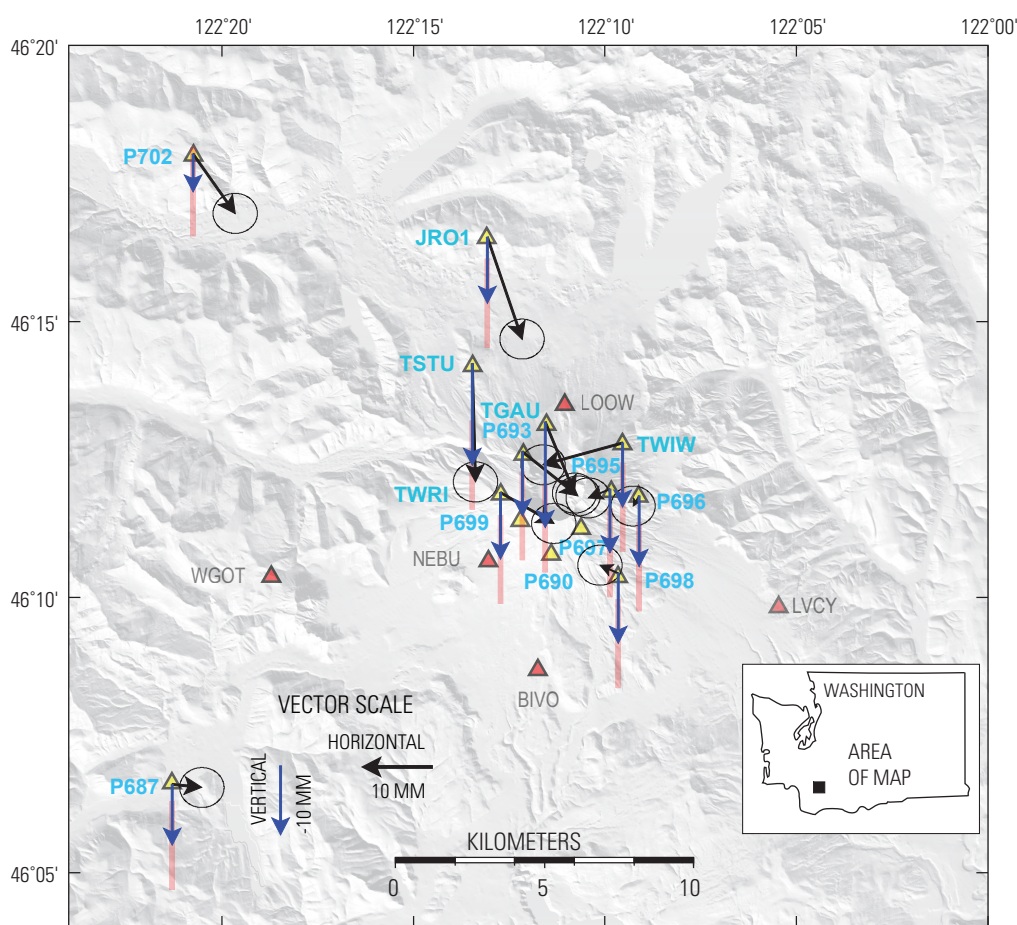 122°20' 122°15' 122°10' 122°05' 122°00'
46°20'
P702
JRO1
46°15'
TSTU
TGAU
LOOW
P693
TWIW
P695
TWRI
P696
P699
P697
NEBU
WGOT
P690
P698
46°10'
LVCY
BIVO
WASHINGTON
VECTOR SCALE
HORIZONTAL
10 MM
VERTICAL
-10 MM
AREA
OF MAP
P687
KILOMETERS
0 5 10
46°05'